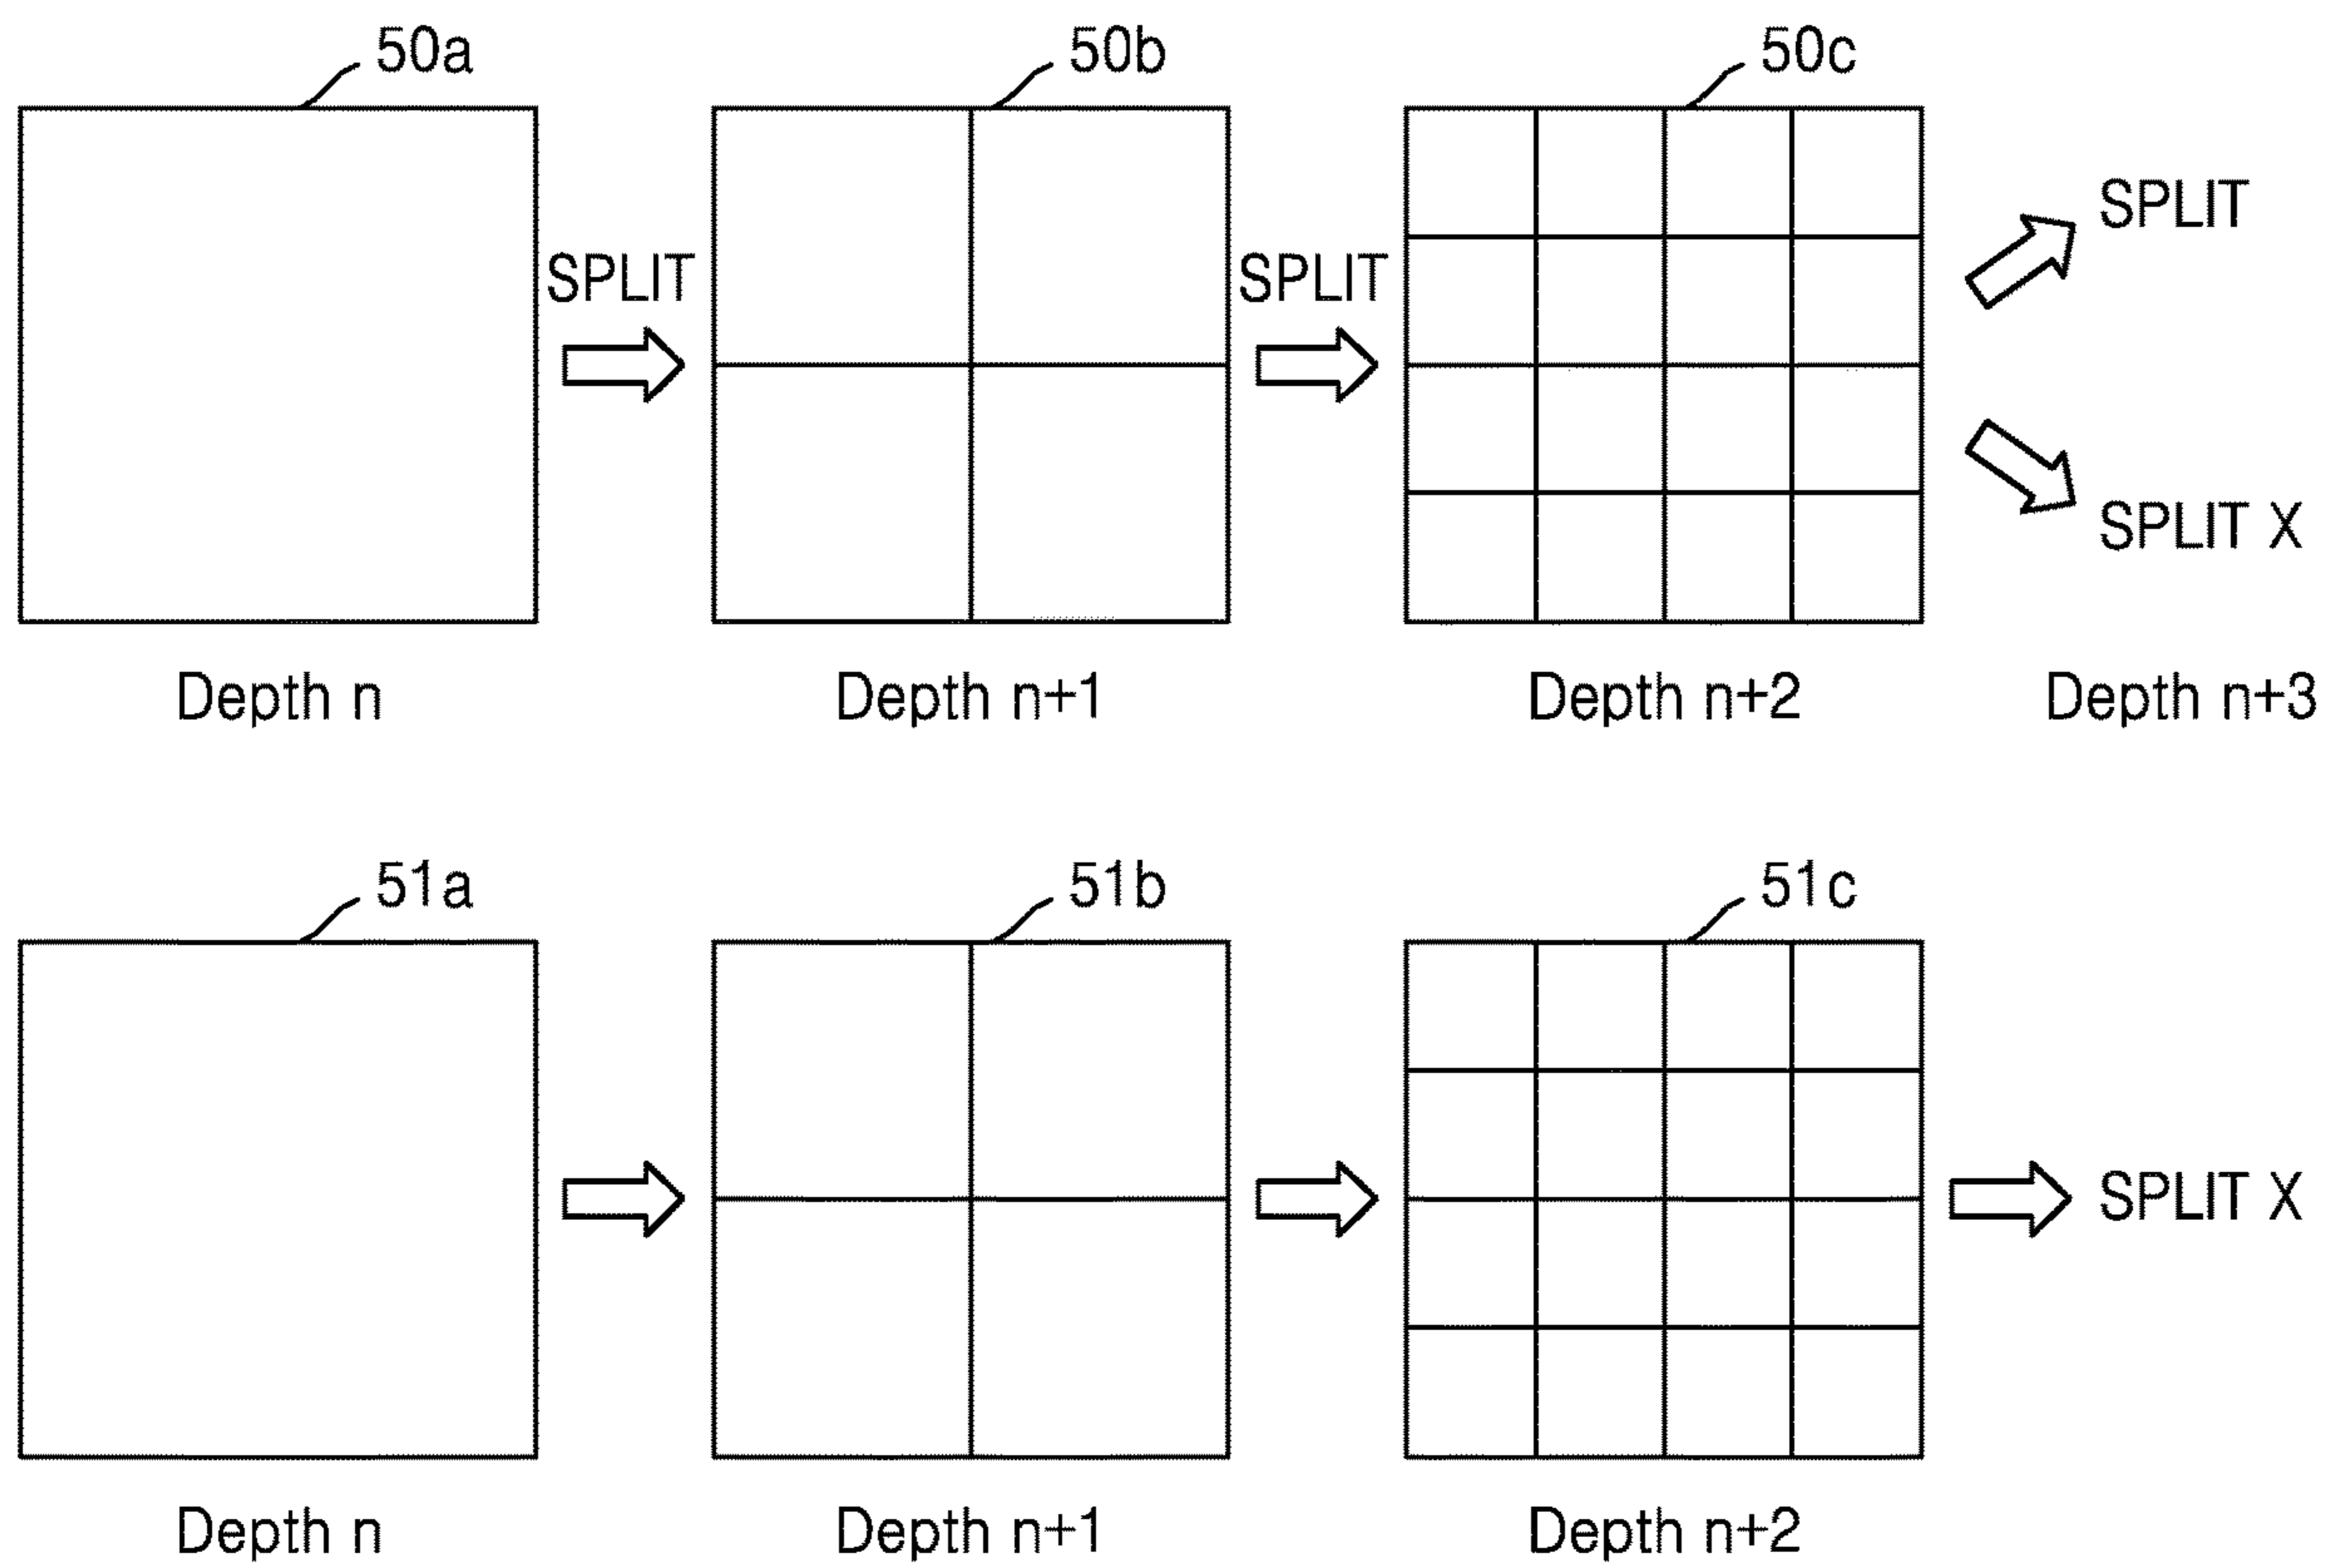 50a
50b
50c
SPLIT
SPLIT
SPLIT
SPLIT X
Depth n
Depth n+1
Depth n+2
Depth n+3
51a
51b
51c
SPLIT X
Depth n
Depth n+1
Depth n+2